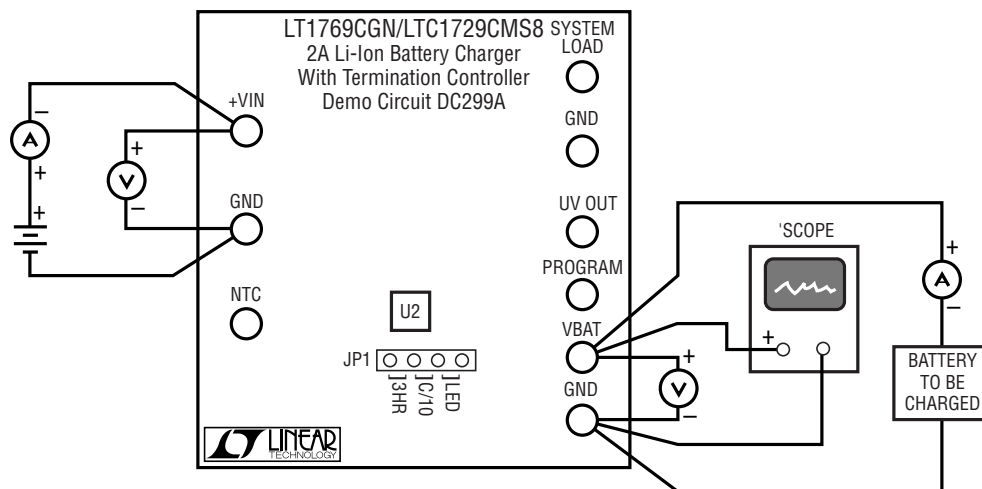 LT1769CGN/LTC1729CMS8
2A Li-Ion Battery Charger
With Termination Controller
Demo Circuit DC299A
SYSTEM
LOAD
GND
UV OUT
PROGRAM
VBAT
GND
+VIN
GND
NTC
U2
JP1
]3HR
]C/10
]LED
LINEAR
TECHNOLOGY
A
–
+
+
V
+
–
V
+
–
'SCOPE
+
A
+
–
BATTERY
TO BE
CHARGED